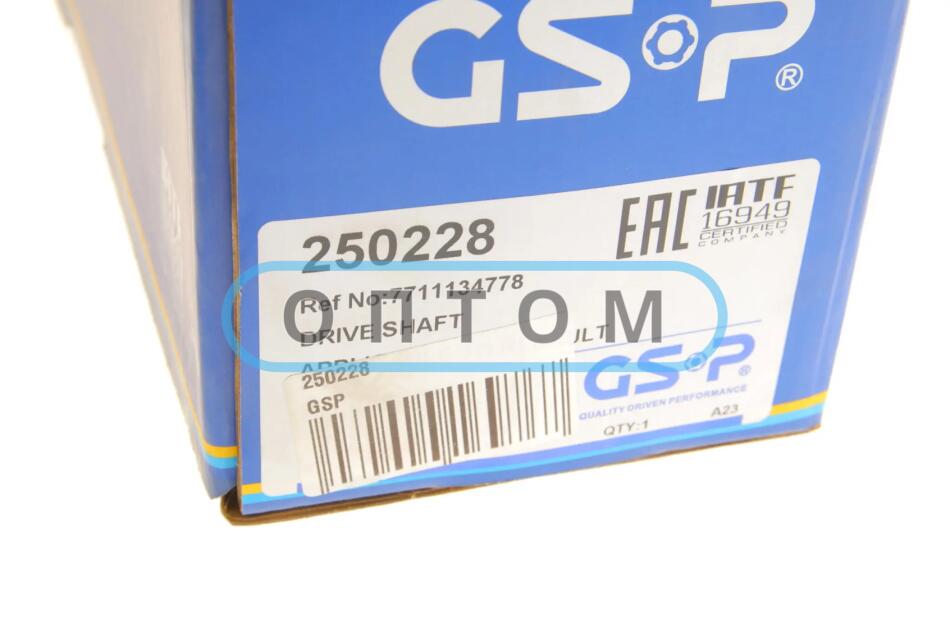 GSP®
250228
EAC
IATF
16949
CERTIFIED
COMPANY
Ref No:7711134778
ОПТОМ
DRIVE SHAFT
250228
GSP
GSP®
QUALITY DRIVEN PERFORMANCE
QTY:1 A23